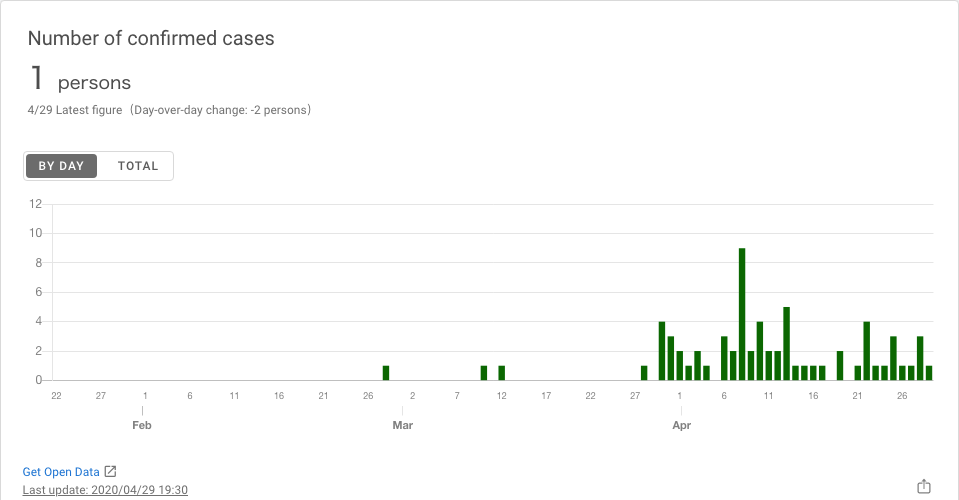 Number of confirmed cases
1 persons
4/29 Latest figure（Day-over-day change: -2 persons）
BY DAY TOTAL
12
10
8
6
4
2
0
22 27 1 6 11 16 21 26 2 7 12 17 22 27 1 6 11 16 21 26
Feb Mar Apr
Get Open Data
Last update: 2020/04/29 19:30